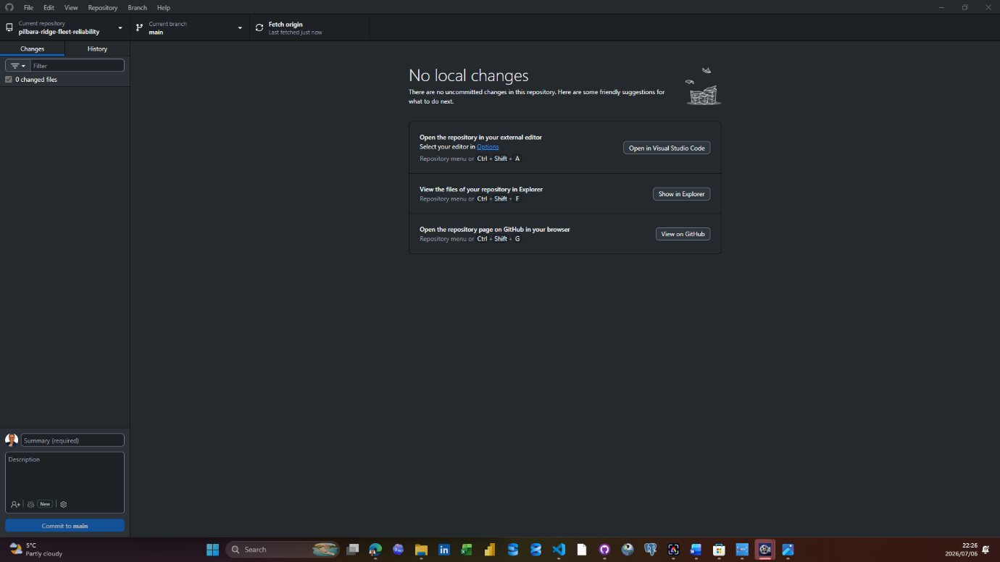 File Edit View Repository Branch Help
Current repository
pilbara-ridge-fleet-reliability
Current branch
main
Fetch origin
Last fetched just now
Changes History
Filter
0 changed files
No local changes
There are no uncommitted changes in this repository. Here are some friendly suggestions for
what to do next.
Open the repository in your external editor
Select your editor in Options
Repository menu or Ctrl + Shift + A
Open in Visual Studio Code
View the files of your repository in Explorer
Repository menu or Ctrl + Shift + F
Show in Explorer
Open the repository page on GitHub in your browser
Repository menu or Ctrl + Shift + G
View on GitHub
Summary (required)
Description
New
Commit to main
5°C
Partly cloudy
Search
22:26
2026/07/06